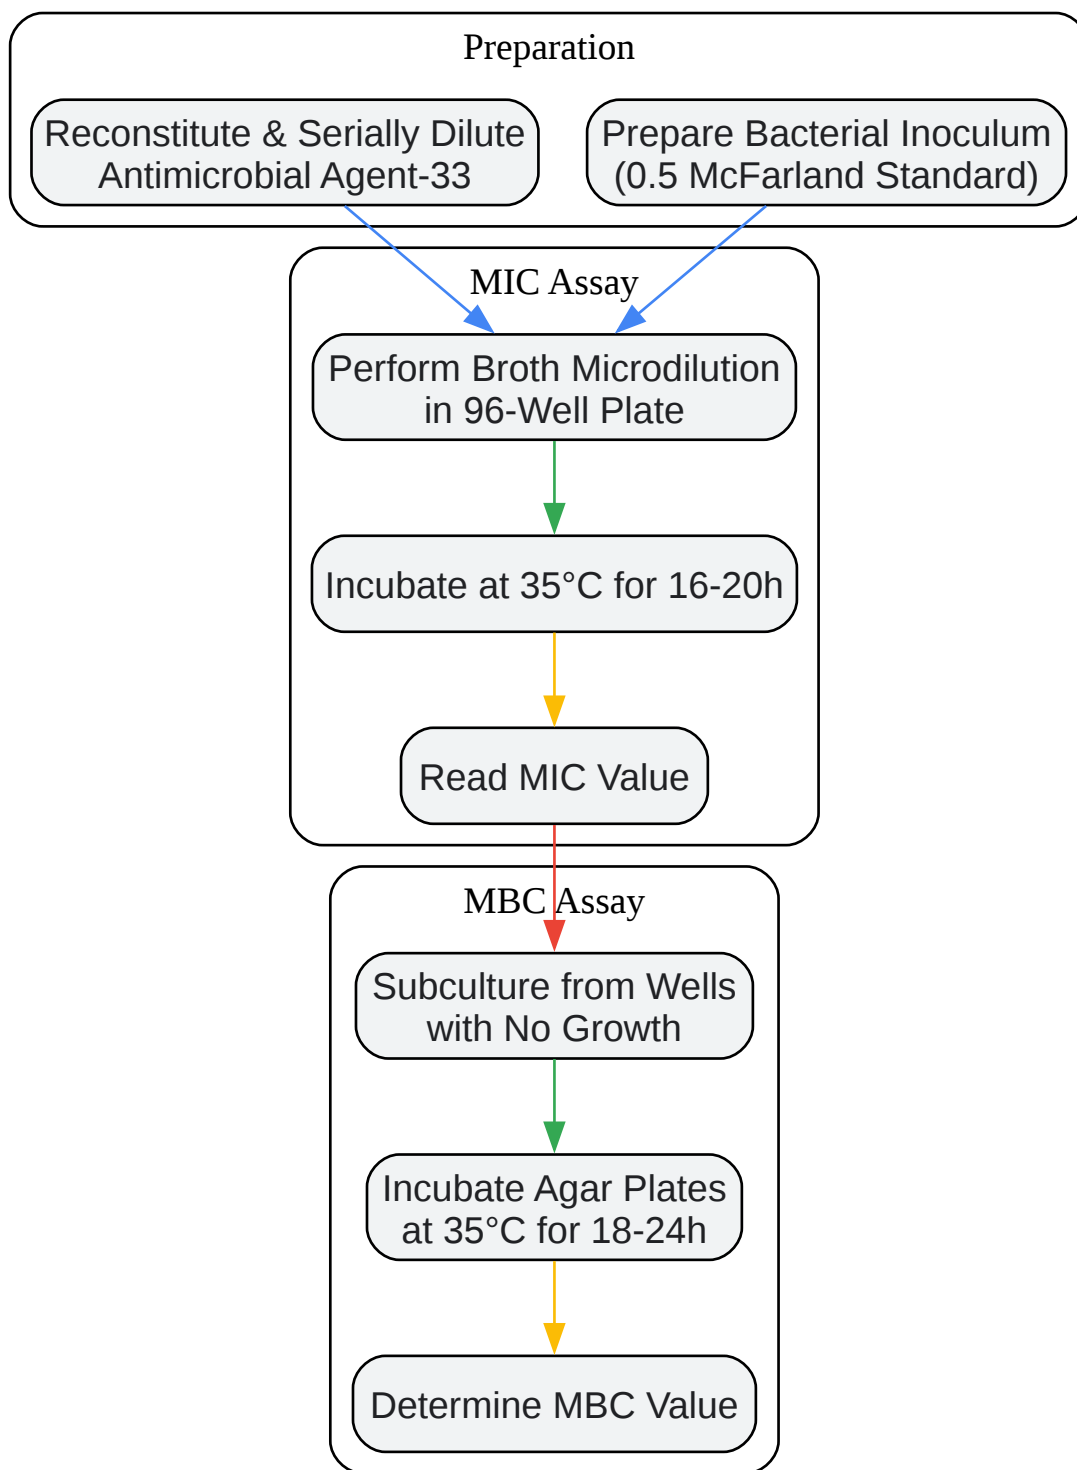 Preparation
Reconstitute & Serially Dilute
Antimicrobial Agent-33
Prepare Bacterial Inoculum
(0.5 McFarland Standard)
MIC Assay
Perform Broth Microdilution
in 96-Well Plate
Incubate at 35°C for 16-20h
Read MIC Value
MBC Assay
Subculture from Wells
with No Growth
Incubate Agar Plates
at 35°C for 18-24h
Determine MBC Value